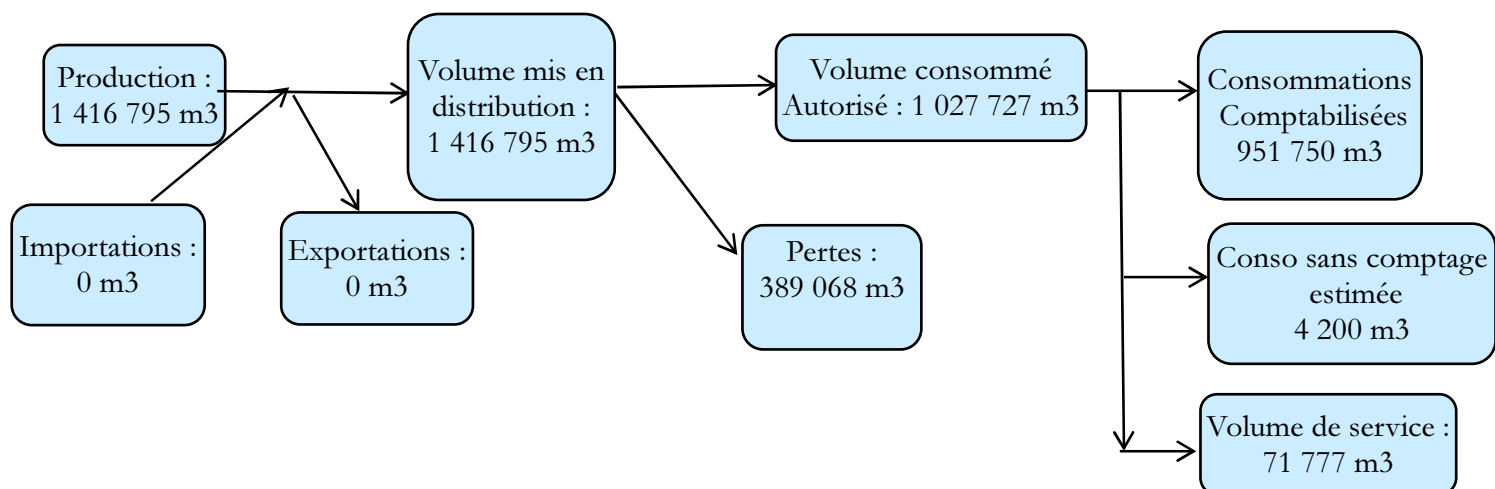 Production :
1 416 795 m3
Volume mis en
distribution :
1 416 795 m3
Volume consommé
Autorisé : 1 027 727 m3
Consommations
Comptabilisées
951 750 m3
Importations :
0 m3
Exportations :
0 m3
Pertes :
389 068 m3
Conso sans comptage
estimée
4 200 m3
Volume de service :
71 777 m3